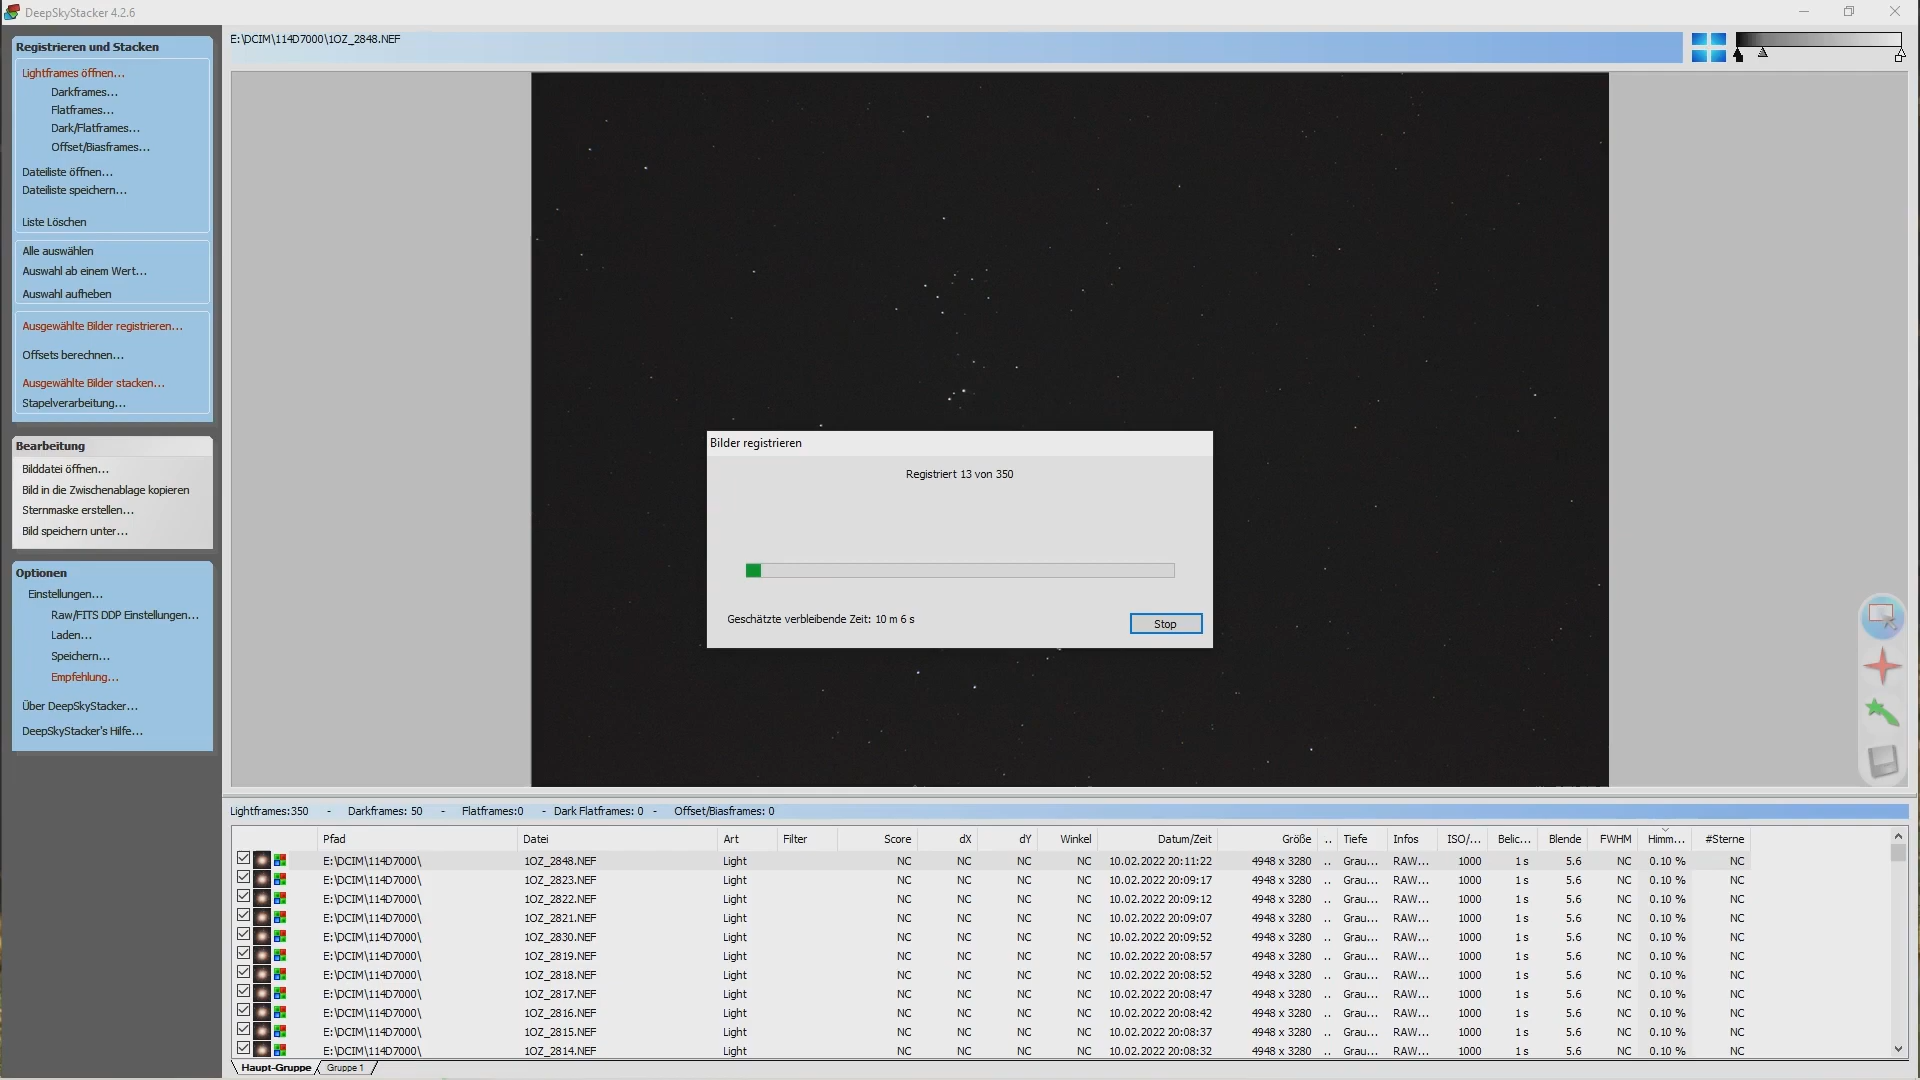 DeepSkyStacker 4.2.6
Registrieren und Stacken
Lightframes öffnen...
Darkframes...
Flatframes...
Dark/Flatframes...
Offset/Biasframes...
Dateiliste öffnen...
Dateiliste speichern...
Liste Löschen
Alle auswählen
Auswahl ab einem Wert...
Auswahl aufheben
Ausgewählte Bilder registrieren...
Offsets berechnen...
Ausgewählte Bilder stacken...
Stapelverarbeitung...
Bearbeitung
Bilddatei öffnen...
Bild in die Zwischenablage kopieren
Sternmaske erstellen...
Bild speichern unter...
Optionen
Einstellungen...
Raw/FITS DDP Einstellungen...
Laden...
Speichern...
Empfehlung...
Über DeepSkyStacker...
DeepSkyStacker's Hilfe...
E:\DCIM\114D7000\1OZ_2848.NEF
Bilder registrieren
Registriert 13 von 350
Geschätzte verbleibende Zeit: 10 m 6 s
Stop
Lightframes:350 - Darkframes: 50 - Flatframes:0 - Dark Flatframes: 0 - Offset/Biasframes: 0
Pfad Datei Art Filter Score dX dY Winkel Datum/Zeit Größe .. Tiefe Infos ISO/... Belic... Blende FWHM Himm... #Sterne
E:\DCIM\114D7000\ 1OZ_2848.NEF Light NC NC NC NC 10.02.2022 20:11:22 4948 x 3280 .. Grau... RAW... 1000 1 s 5.6 NC 0.10 % NC
E:\DCIM\114D7000\ 1OZ_2823.NEF Light NC NC NC NC 10.02.2022 20:09:17 4948 x 3280 .. Grau... RAW... 1000 1 s 5.6 NC 0.10 % NC
E:\DCIM\114D7000\ 1OZ_2822.NEF Light NC NC NC NC 10.02.2022 20:09:12 4948 x 3280 .. Grau... RAW... 1000 1 s 5.6 NC 0.10 % NC
E:\DCIM\114D7000\ 1OZ_2821.NEF Light NC NC NC NC 10.02.2022 20:09:07 4948 x 3280 .. Grau... RAW... 1000 1 s 5.6 NC 0.10 % NC
E:\DCIM\114D7000\ 1OZ_2830.NEF Light NC NC NC NC 10.02.2022 20:09:52 4948 x 3280 .. Grau... RAW... 1000 1 s 5.6 NC 0.10 % NC
E:\DCIM\114D7000\ 1OZ_2819.NEF Light NC NC NC NC 10.02.2022 20:08:57 4948 x 3280 .. Grau... RAW... 1000 1 s 5.6 NC 0.10 % NC
E:\DCIM\114D7000\ 1OZ_2818.NEF Light NC NC NC NC 10.02.2022 20:08:52 4948 x 3280 .. Grau... RAW... 1000 1 s 5.6 NC 0.10 % NC
E:\DCIM\114D7000\ 1OZ_2817.NEF Light NC NC NC NC 10.02.2022 20:08:47 4948 x 3280 .. Grau... RAW... 1000 1 s 5.6 NC 0.10 % NC
E:\DCIM\114D7000\ 1OZ_2816.NEF Light NC NC NC NC 10.02.2022 20:08:42 4948 x 3280 .. Grau... RAW... 1000 1 s 5.6 NC 0.10 % NC
E:\DCIM\114D7000\ 1OZ_2815.NEF Light NC NC NC NC 10.02.2022 20:08:37 4948 x 3280 .. Grau... RAW... 1000 1 s 5.6 NC 0.10 % NC
E:\DCIM\114D7000\ 1OZ_2814.NEF Light NC NC NC NC 10.02.2022 20:08:32 4948 x 3280 .. Grau... RAW... 1000 1 s 5.6 NC 0.10 % NC
Haupt-Gruppe Gruppe 1